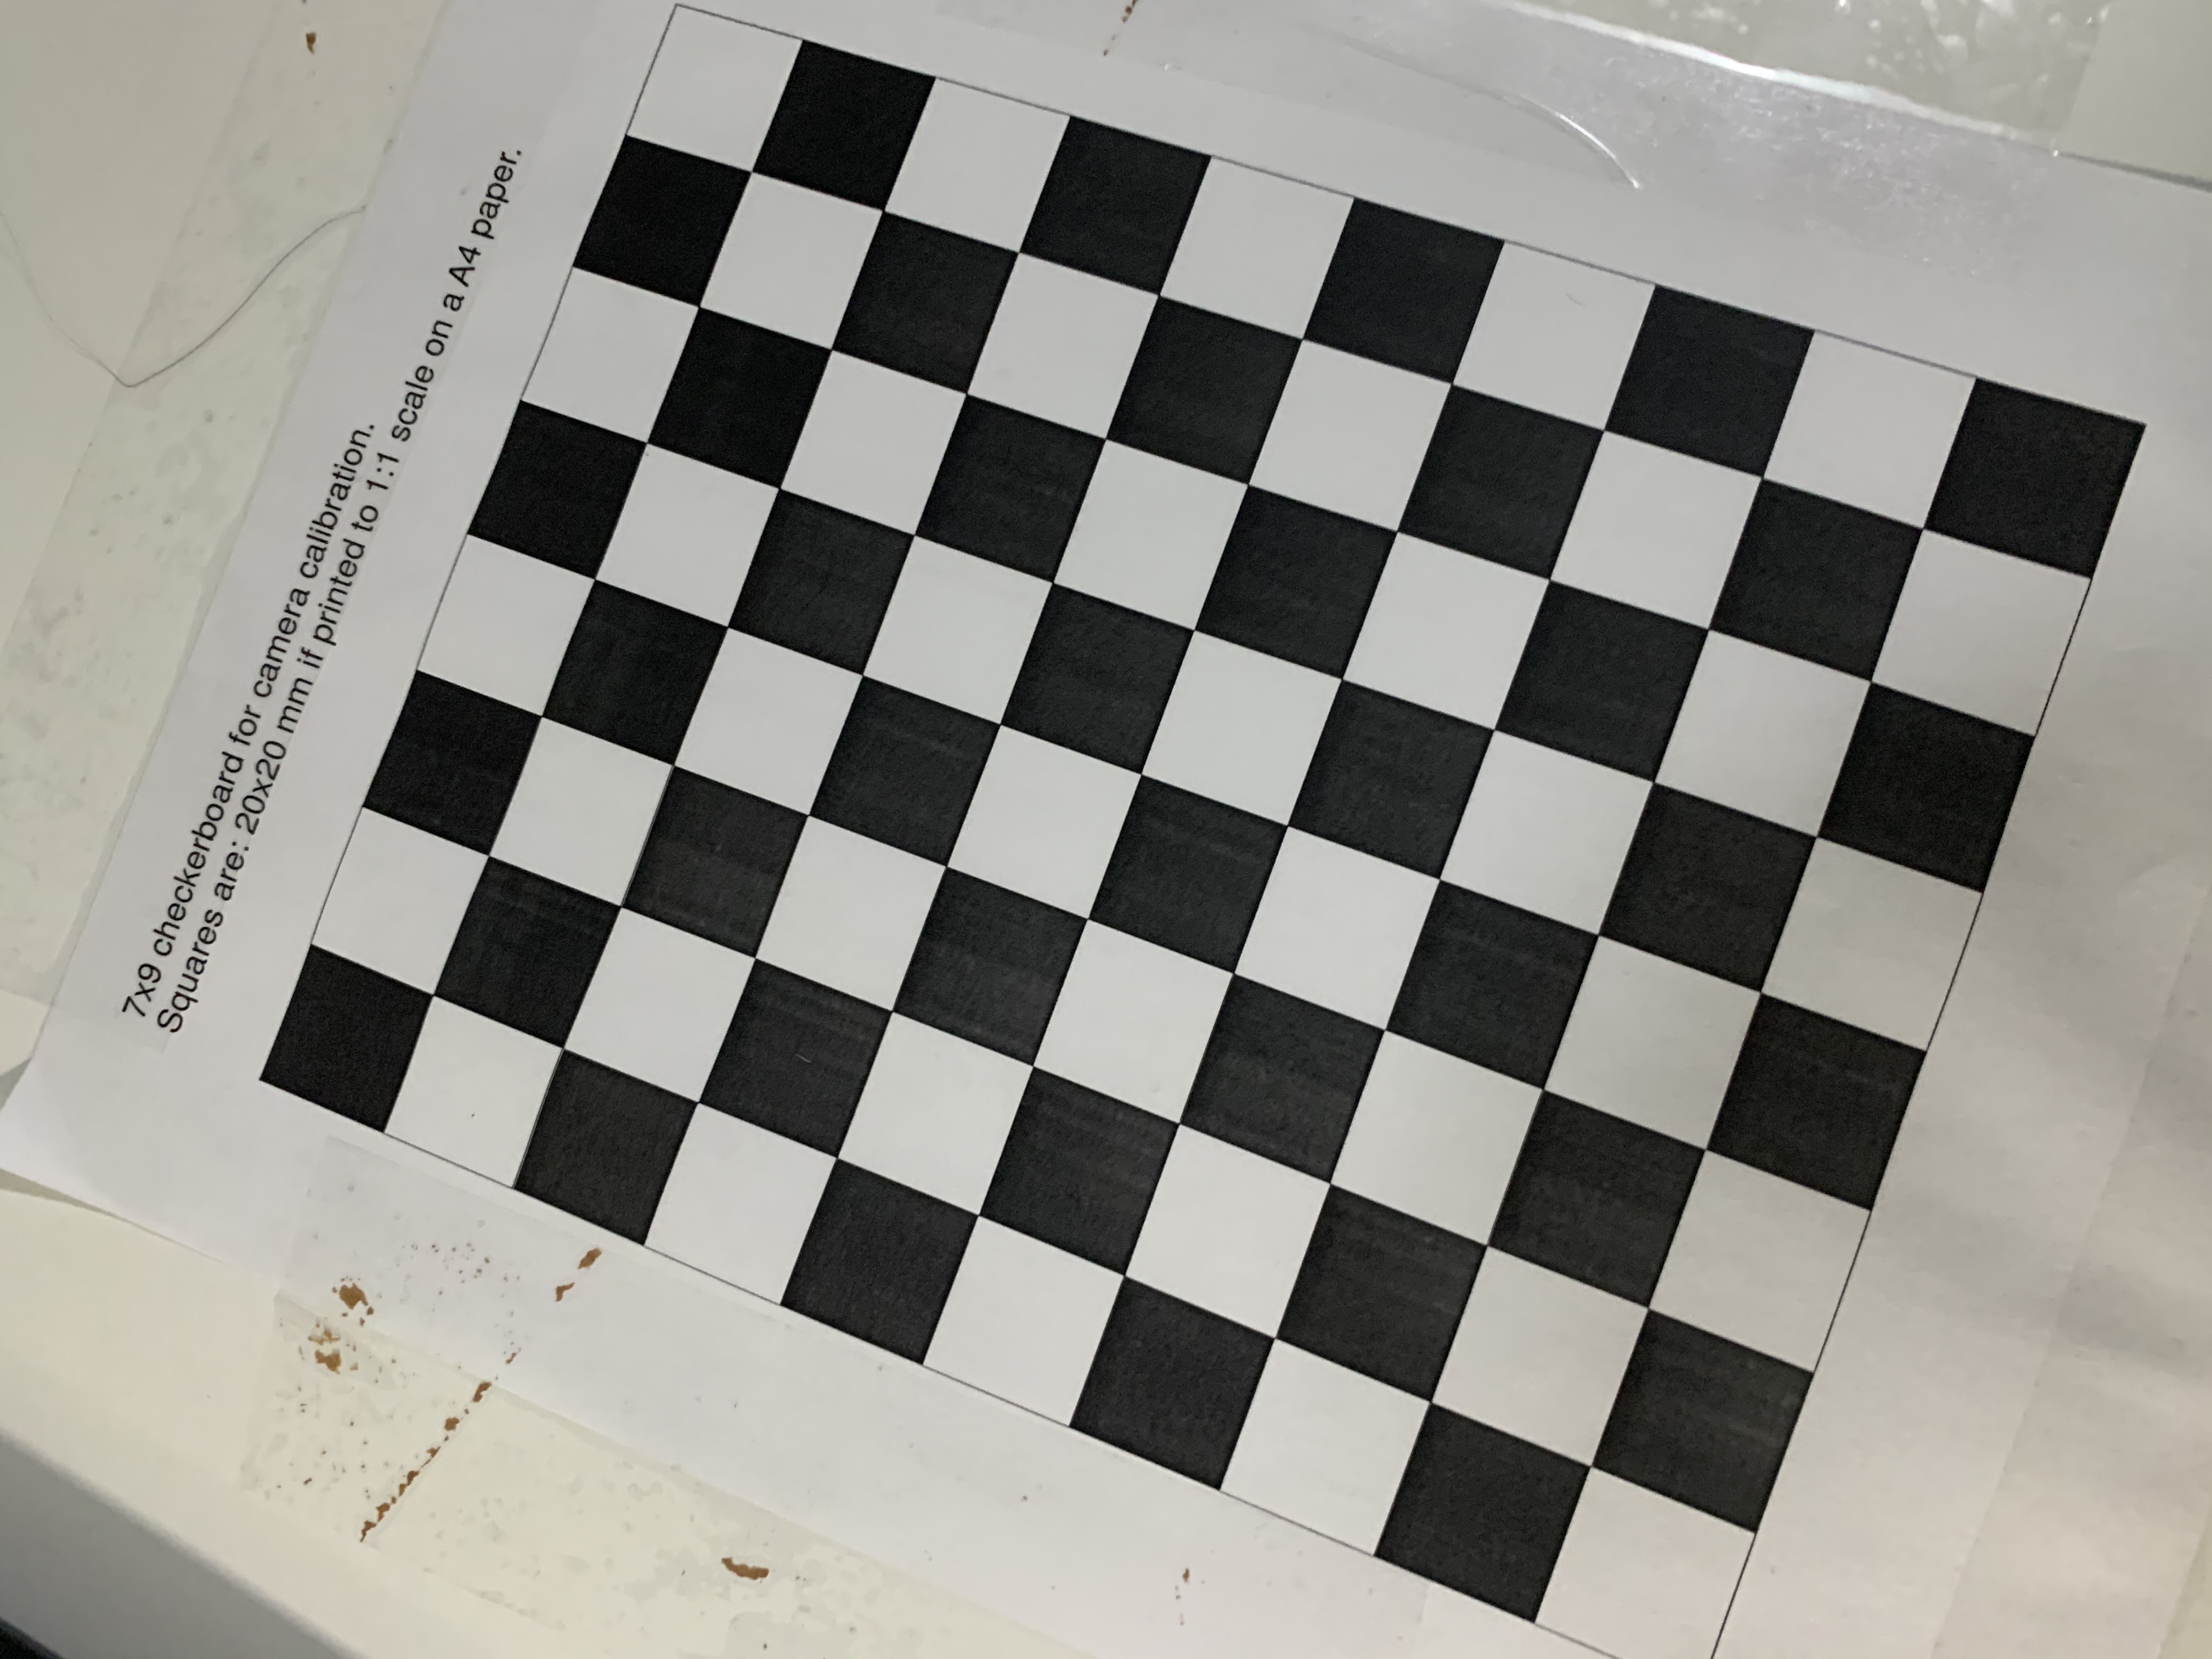 7x9 checkerboard for camera calibration.
Squares are: 20x20 mm if printed to 1:1 scale on a A4 paper.